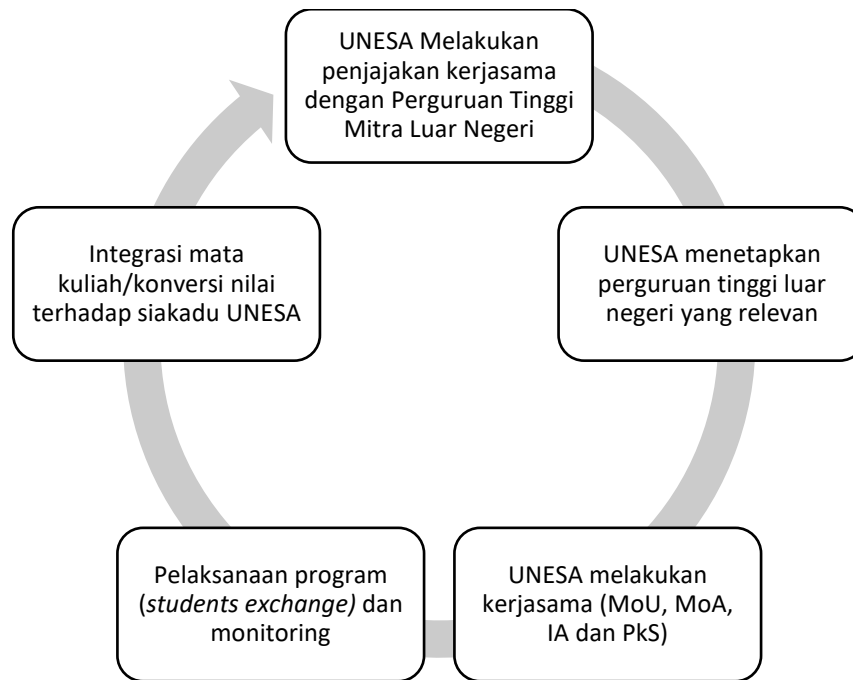 UNESA Melakukan
penjajakan kerjasama
dengan Perguruan Tinggi
Mitra Luar Negeri
UNESA menetapkan
perguruan tinggi luar
negeri yang relevan
UNESA melakukan
kerjasama (MoU, MoA,
IA dan PkS)
Pelaksanaan program
(students exchange) dan
monitoring
Integrasi mata
kuliah/konversi nilai
terhadap siakadu UNESA